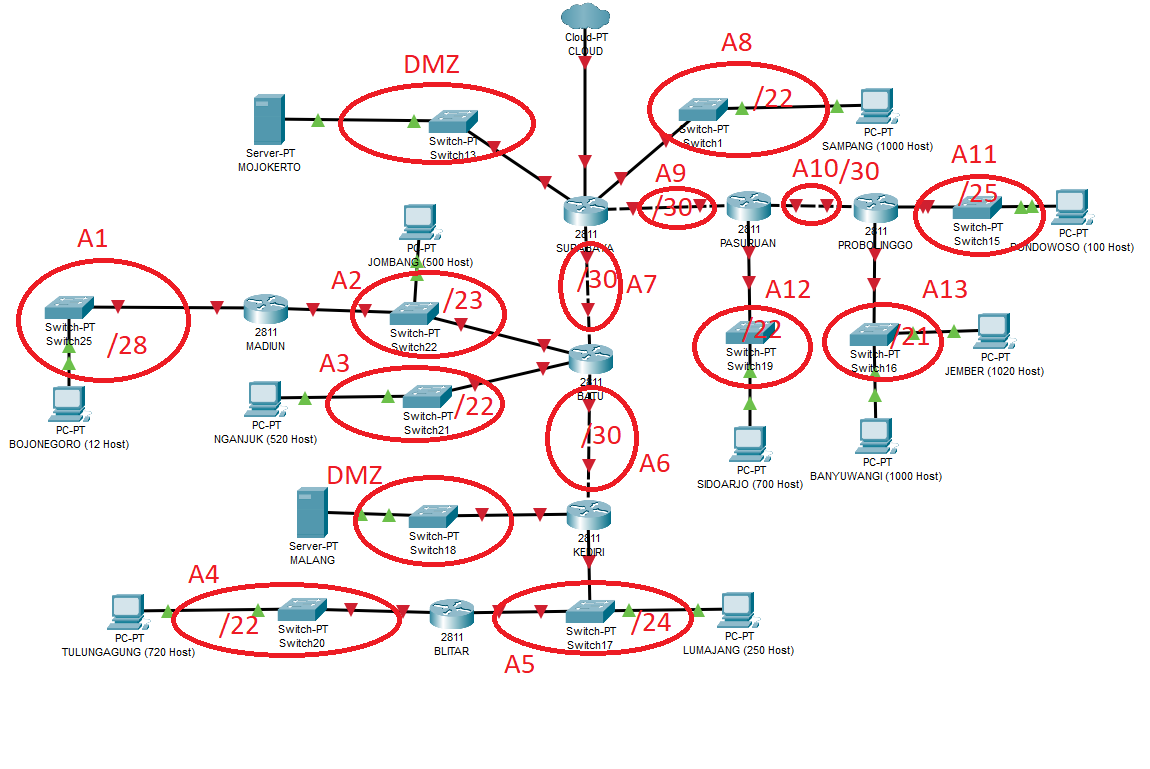 Cloud-PT
CLOUD
DMZ
A8
/22
Switch-PT
Switch13
Switch-PT
Switch1
Server-PT
MOJOKERTO
PC-PT
SAMPANG (1000 Host)
A9
/30
A10/30
A11
/25
2811
SURABAYA
2811
PASURUAN
2811
PROBOLINGGO
Switch-PT
Switch15
PC-PT
BONDOWOSO (100 Host)
A1
PC-PT
JOMBANG (500 Host)
/30
A7
A2
/23
A12
A13
Switch-PT
Switch25
/28
2811
MADIUN
Switch-PT
Switch22
/22
Switch-PT
Switch19
/21
Switch-PT
Switch16
PC-PT
JEMBER (1020 Host)
A3
2811
BATU
/22
Switch-PT
Switch21
PC-PT
NGANJUK (520 Host)
PC-PT
BOJONEGORO (12 Host)
/30
A6
PC-PT
SIDOARJO (700 Host)
PC-PT
BANYUWANGI (1000 Host)
DMZ
Server-PT
MALANG
Switch-PT
Switch18
2811
KEDIRI
A4
/22
PC-PT
TULUNGAGUNG (720 Host)
Switch-PT
Switch20
2811
BLITAR
Switch-PT
Switch17
/24
PC-PT
LUMAJANG (250 Host)
A5